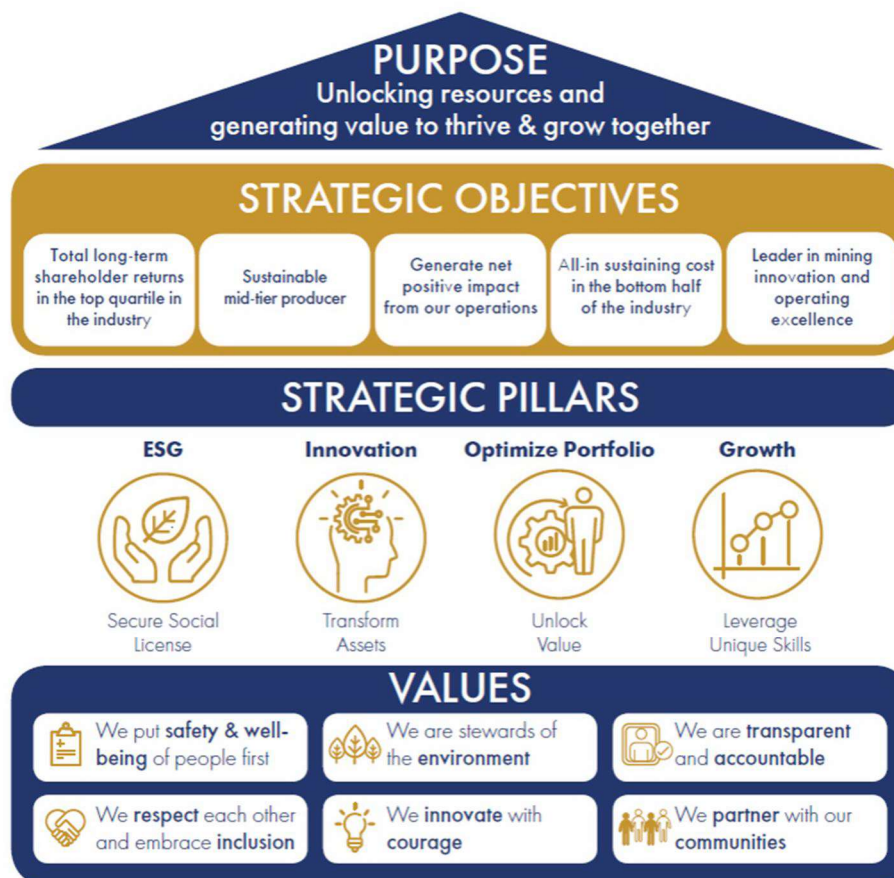 PURPOSE
Unlocking resources and
generating value to thrive & grow together
STRATEGIC OBJECTIVES
Total long-term
shareholder returns
in the top quartile in
the industry
Sustainable
mid-tier producer
Generate net
positive impact
from our operations
All-in sustaining cost
in the bottom half
of the industry
Leader in mining
innovation and
operating
excellence
STRATEGIC PILLARS
ESG
Secure Social
License
Innovation
Transform
Assets
Optimize Portfolio
Unlock
Value
Growth
Leverage
Unique Skills
VALUES
We put safety & well-
being of people first
We are stewards of
the environment
We are transparent
and accountable
We respect each other
and embrace inclusion
We innovate with
courage
We partner with our
communities